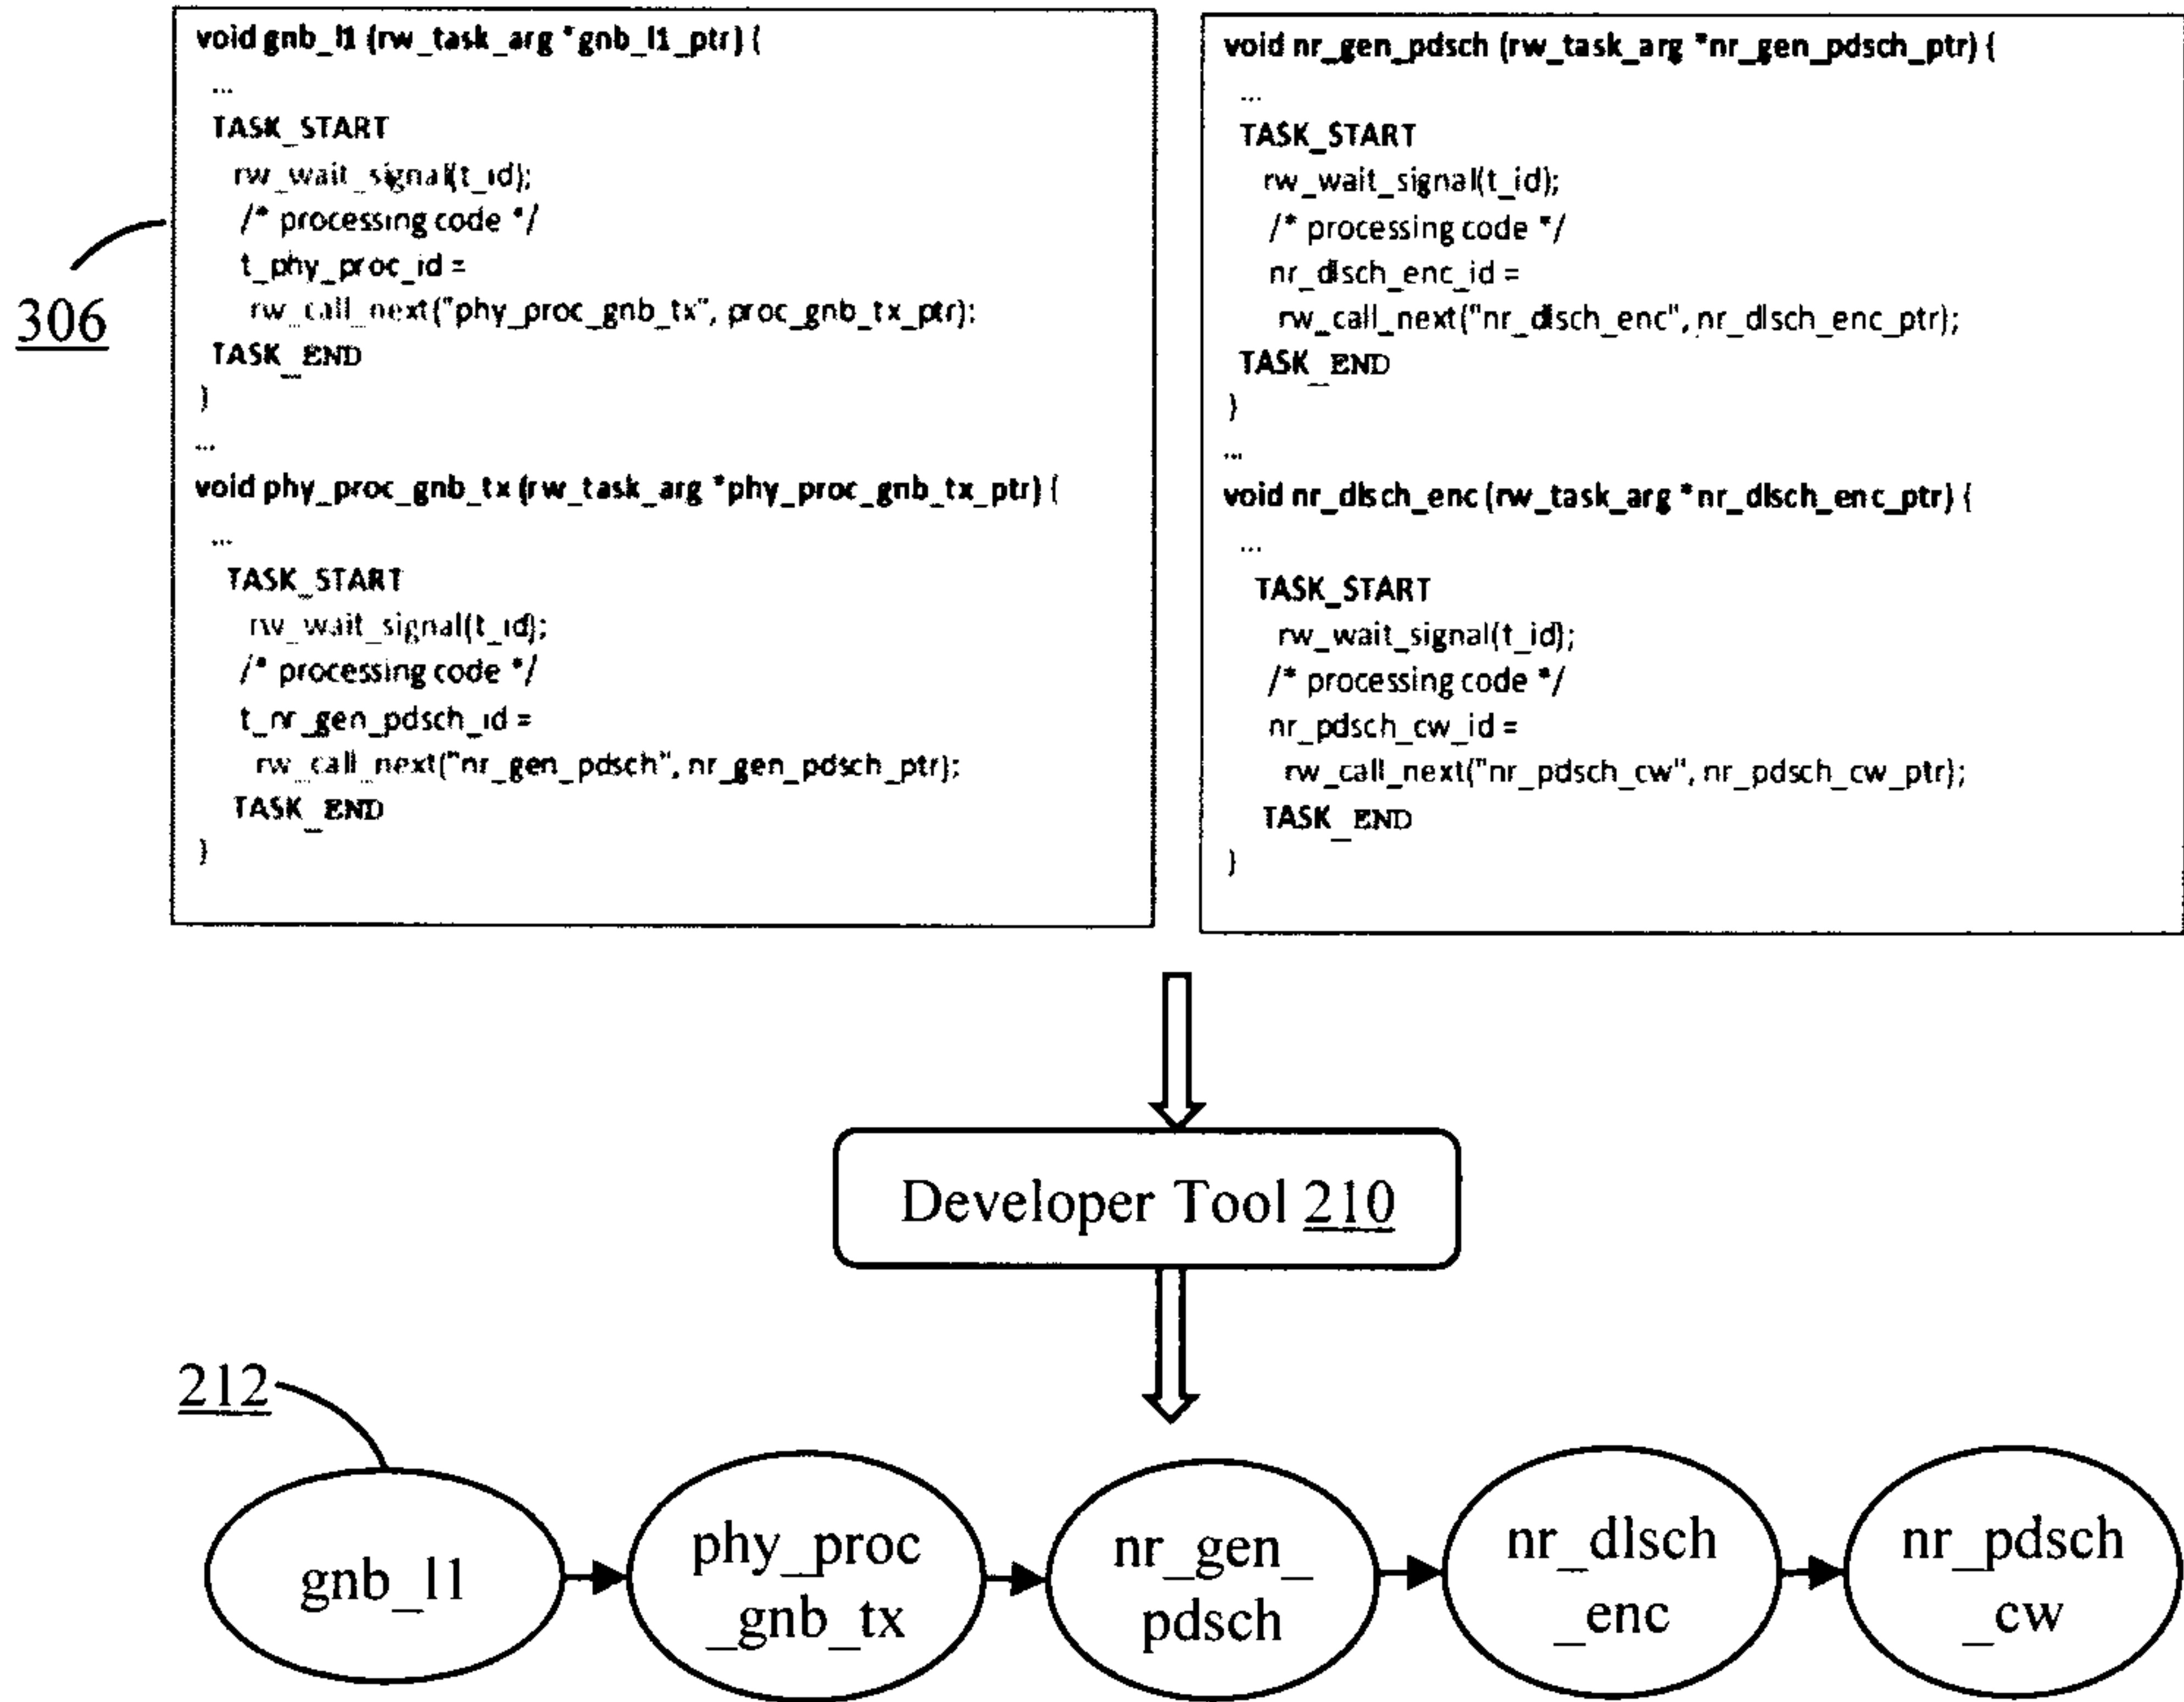 void gnb_l1 (rw_task_arg *gnb_l1_ptr) {
...
TASK_START
rw_wait_signal(t_id);
/* processing code */
t_phy_proc_id =
rw_call_next("phy_proc_gnb_tx", proc_gnb_tx_ptr);
TASK_END
}
...
void phy_proc_gnb_tx (rw_task_arg *phy_proc_gnb_tx_ptr) {
...
TASK_START
rw_wait_signal(t_id);
/* processing code */
t_nr_gen_pdsch_id =
rw_call_next("nr_gen_pdsch", nr_gen_pdsch_ptr);
TASK_END
}
void nr_gen_pdsch (rw_task_arg *nr_gen_pdsch_ptr) {
...
TASK_START
rw_wait_signal(t_id);
/* processing code */
nr_dlsch_enc_id =
rw_call_next("nr_dlsch_enc", nr_dlsch_enc_ptr);
TASK_END
}
...
void nr_dlsch_enc (rw_task_arg *nr_dlsch_enc_ptr) {
...
TASK_START
rw_wait_signal(t_id);
/* processing code */
nr_pdsch_cw_id =
rw_call_next("nr_pdsch_cw", nr_pdsch_cw_ptr);
TASK_END
}
306
Developer Tool 210
212
gnb_l1
phy_proc
_gnb_tx
nr_gen_
pdsch
nr_dlsch
_enc
nr_pdsch
_cw